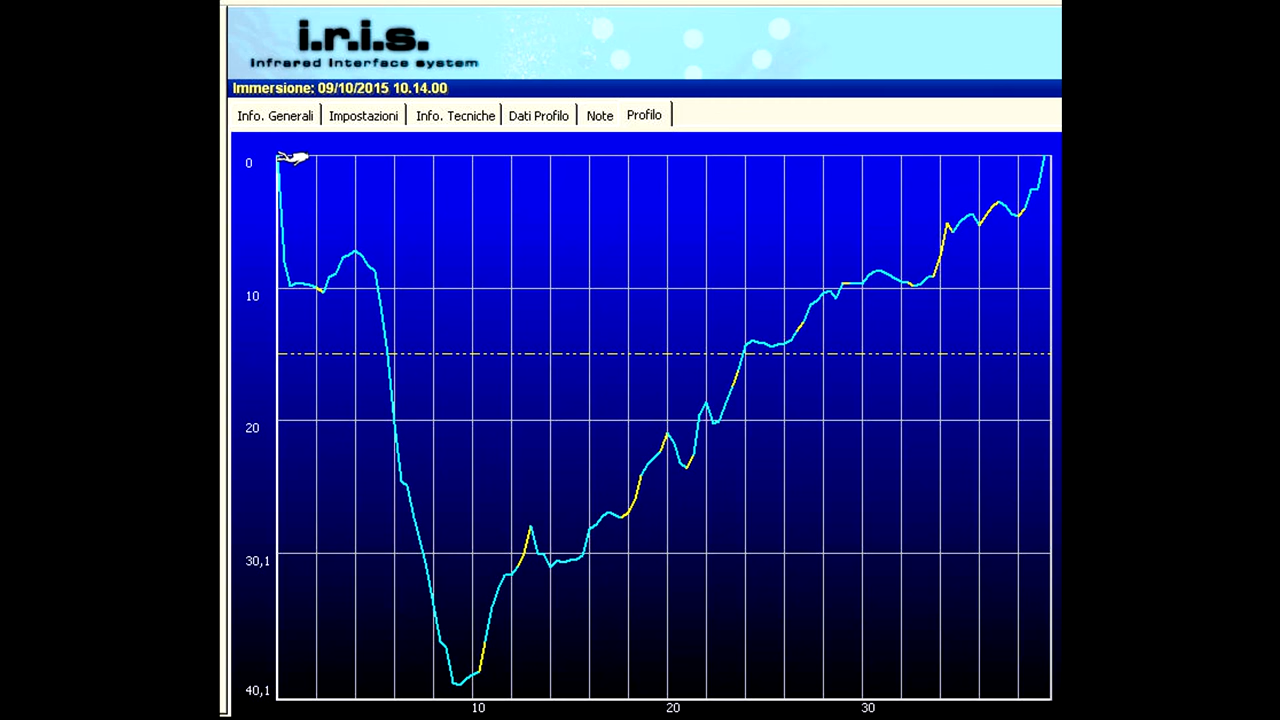 i.r.i.s.
Infrared Interface system
Immersione: 09/10/2015 10.14.00
Info. Generali Impostazioni Info. Tecniche Dati Profilo Note Profilo
0
10
20
30,1
40,1
10 20 30